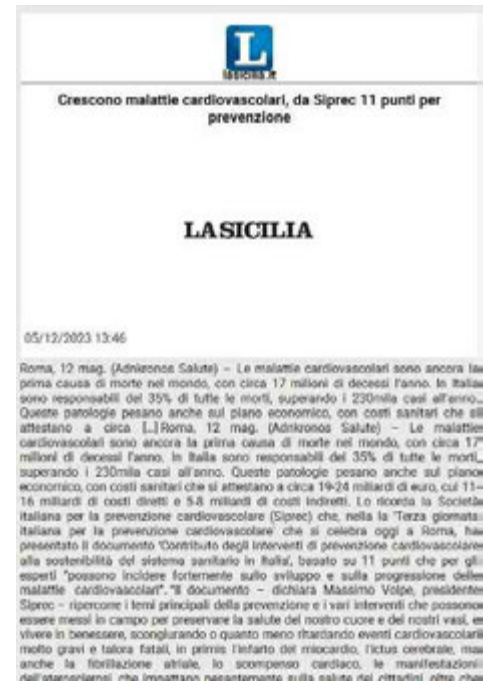 L
lasicilia.it
Crescono malattie cardiovascolari, da Siprec 11 punti per
prevenzione
LA SICILIA
05/12/2023 13:46
Roma, 12 mag. (Adnkronos Salute) – Le malattie cardiovascolari sono ancora la
prima causa di morte nel mondo, con circa 17 milioni di decessi l'anno. In Italia
sono responsabili del 35% di tutte le morti, superando i 230mila casi all'anno.
Queste patologie pesano anche sul piano economico, con costi sanitari che si
attestano a circa [...] Roma, 12 mag. (Adnkronos Salute) – Le malattie
cardiovascolari sono ancora la prima causa di morte nel mondo, con circa 17
milioni di decessi l'anno. In Italia sono responsabili del 35% di tutte le morti,
superando i 230mila casi all'anno. Queste patologie pesano anche sul piano
economico, con costi sanitari che si attestano a circa 19-24 miliardi di euro, cui 11-
16 miliardi di costi diretti e 5-8 miliardi di costi indiretti. Lo ricorda la Società
italiana per la prevenzione cardiovascolare (Siprec) che, nella la 'Terza giornata
italiana per la prevenzione cardiovascolare' che si celebra oggi a Roma, ha
presentato il documento 'Contributo degli interventi di prevenzione cardiovascolare
alla sostenibilità del sistema sanitario in Italia', basato su 11 punti che per gli
esperti "possono incidere fortemente sullo sviluppo e sulla progressione delle
malattie cardiovascolari". "Il documento – dichiara Massimo Volpe, presidente
Siprec – ripercorre i temi principali della prevenzione e i vari interventi che possono
essere messi in campo per preservare la salute del nostro cuore e dei nostri vasi, e
vivere in benessere, scongiurando o quanto meno ritardando eventi cardiovascolari
molto gravi e talora fatali, in primis l'infarto del miocardio, l'ictus cerebrale, ma
anche la fibrillazione atriale, lo scompenso cardiaco, le manifestazioni
dell'aterosclerosi, che impattano pesantemente sulla salute dei cittadini, oltre che